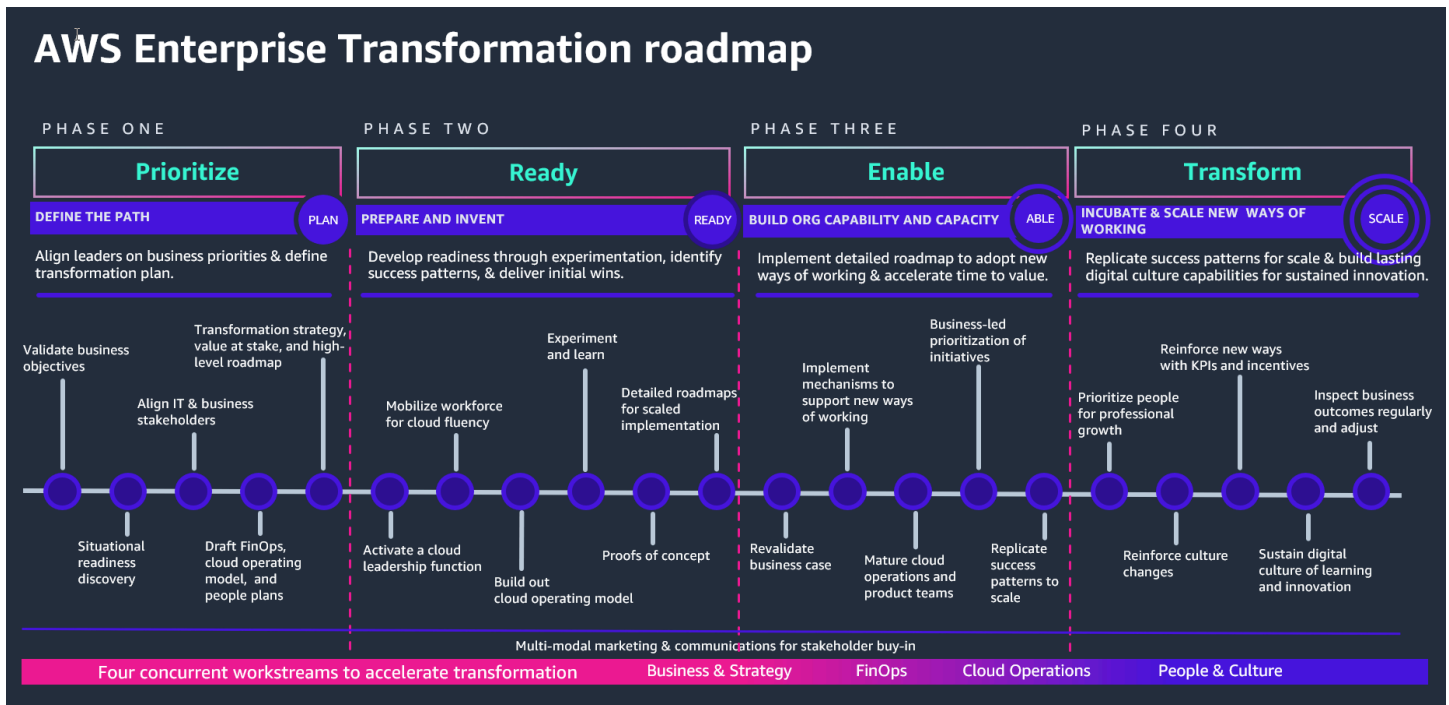 AWS Enterprise Transformation roadmap
PHASE ONE
Prioritize
DEFINE THE PATH
PLAN
Align leaders on business priorities & define
transformation plan.
PHASE TWO
Ready
PREPARE AND INVENT
READY
Develop readiness through experimentation, identify
success patterns, & deliver initial wins.
PHASE THREE
Enable
BUILD ORG CAPABILITY AND CAPACITY
ABLE
Implement detailed roadmap to adopt new
ways of working & accelerate time to value.
PHASE FOUR
Transform
INCUBATE & SCALE NEW WAYS OF
WORKING
SCALE
Replicate success patterns for scale & build lasting
digital culture capabilities for sustained innovation.
Validate business
objectives
Situational
readiness
discovery
Align IT & business
stakeholders
Draft FinOps,
cloud operating
model, and
people plans
Transformation strategy,
value at stake, and high-
level roadmap
Activate a cloud
leadership function
Mobilize workforce
for cloud fluency
Build out
cloud operating model
Experiment
and learn
Proofs of concept
Detailed roadmaps
for scaled
implementation
Revalidate
business case
Implement
mechanisms to
support new ways
of working
Mature cloud
operations and
product teams
Business-led
prioritization of
initiatives
Replicate
success
patterns to
scale
Prioritize people
for professional
growth
Reinforce culture
changes
Reinforce new ways
with KPIs and incentives
Sustain digital
culture of learning
and innovation
Inspect business
outcomes regularly
and adjust
Multi-modal marketing & communications for stakeholder buy-in
Four concurrent workstreams to accelerate transformation
Business & Strategy
FinOps
Cloud Operations
People & Culture